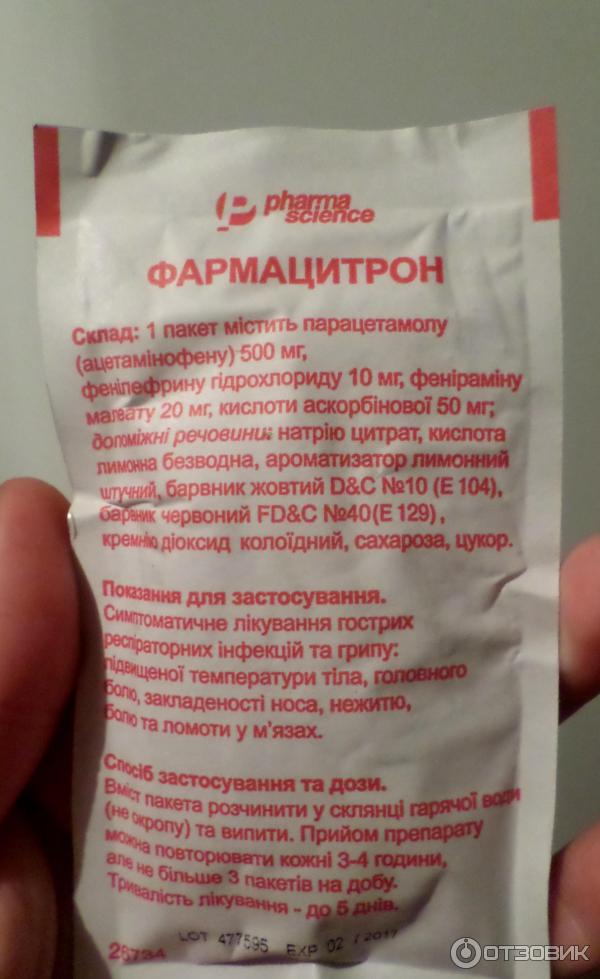 pharma
science
ФАРМАЦИТРОН
Склад: 1 пакет містить парацетамолу
(ацетамінофену) 500 мг,
фенілефрину гідрохлориду 10 мг, феніраміну
малеату 20 мг, кислоти аскорбінової 50 мг;
допоміжні речовини: натрію цитрат, кислота
лимонна безводна, ароматизатор лимонний
штучний, барвник жовтий D&C №10 (Е 104),
барвник червоний FD&C №40(Е 129),
кремнію діоксид колоїдний, сахароза, цукор.
Показання для застосування.
Симптоматичне лікування гострих
респіраторних інфекцій та грипу:
підвищеної температури тіла, головного
болю, закладеності носа, нежитю,
болю та ломоти у м'язах.
Спосіб застосування та дози.
Вміст пакета розчинити у склянці гарячої води
(не окропу) та випити. Прийом препарату
можна повторювати кожні 3-4 години,
але не більше 3 пакетів на добу.
Тривалість лікування - до 5 днів.
26734 LOT 477595 EXP 02 / 2017
ОТЗОВИК